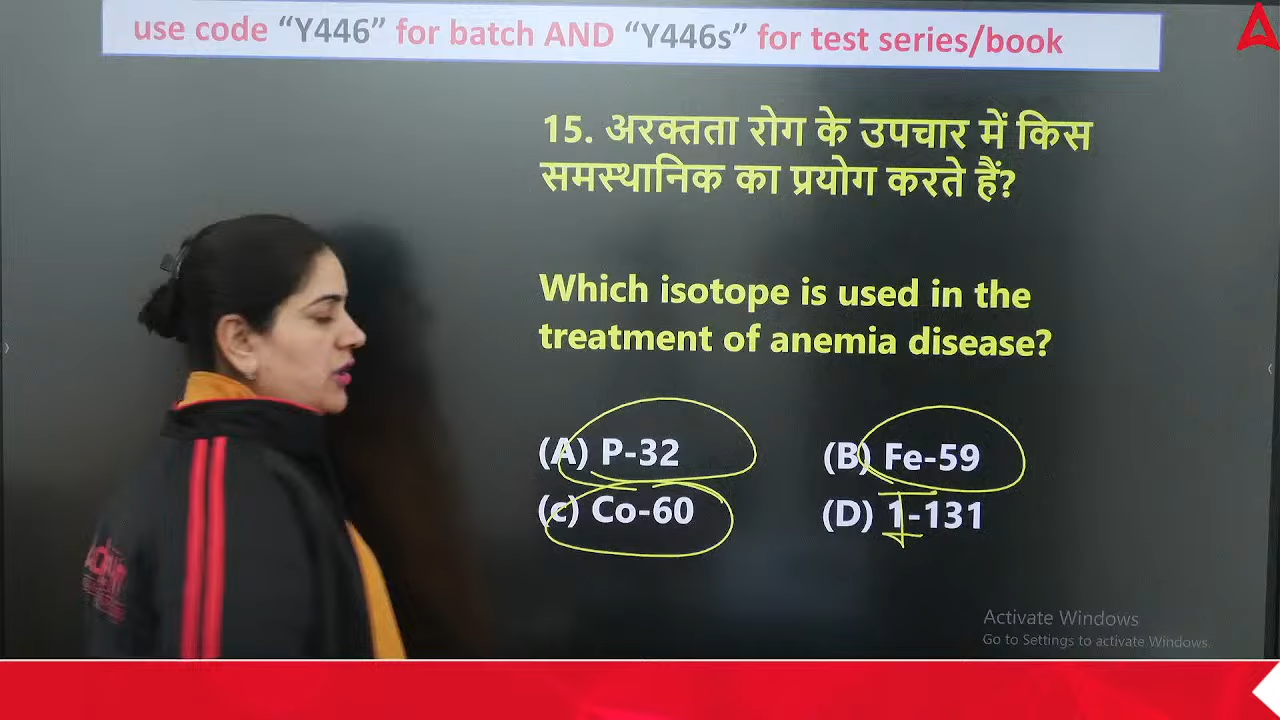 use code “Y446” for batch AND “Y446s” for test series/book
15. अरक्तता रोग के उपचार में किस
समस्थानिक का प्रयोग करते हैं?
Which isotope is used in the
treatment of anemia disease?
(A) P-32 (B) Fe-59
(c) Co-60 (D) 1-131
Activate Windows
Go to Settings to activate Windows.